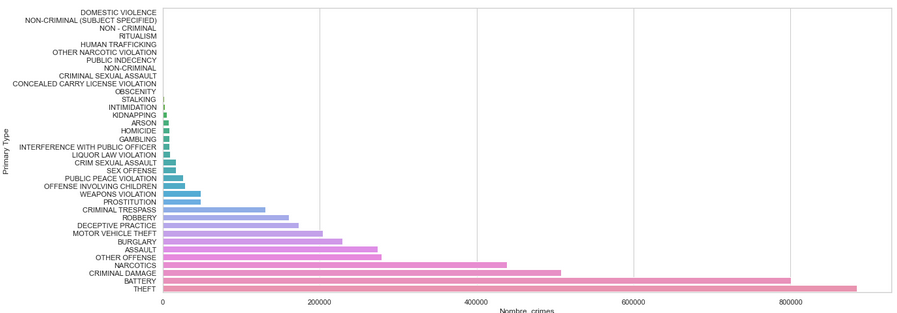 DOMESTIC VIOLENCE
NON-CRIMINAL (SUBJECT SPECIFIED)
NON - CRIMINAL
RITUALISM
HUMAN TRAFFICKING
OTHER NARCOTIC VIOLATION
PUBLIC INDECENCY
NON-CRIMINAL
CRIMINAL SEXUAL ASSAULT
CONCEALED CARRY LICENSE VIOLATION
OBSCENITY
STALKING
INTIMIDATION
KIDNAPPING
ARSON
HOMICIDE
GAMBLING
INTERFERENCE WITH PUBLIC OFFICER
LIQUOR LAW VIOLATION
CRIM SEXUAL ASSAULT
SEX OFFENSE
PUBLIC PEACE VIOLATION
OFFENSE INVOLVING CHILDREN
WEAPONS VIOLATION
PROSTITUTION
CRIMINAL TRESPASS
ROBBERY
DECEPTIVE PRACTICE
MOTOR VEHICLE THEFT
BURGLARY
ASSAULT
OTHER OFFENSE
NARCOTICS
CRIMINAL DAMAGE
BATTERY
THEFT
Primary Type
0 200000 400000 600000 800000
Nombre_crimes